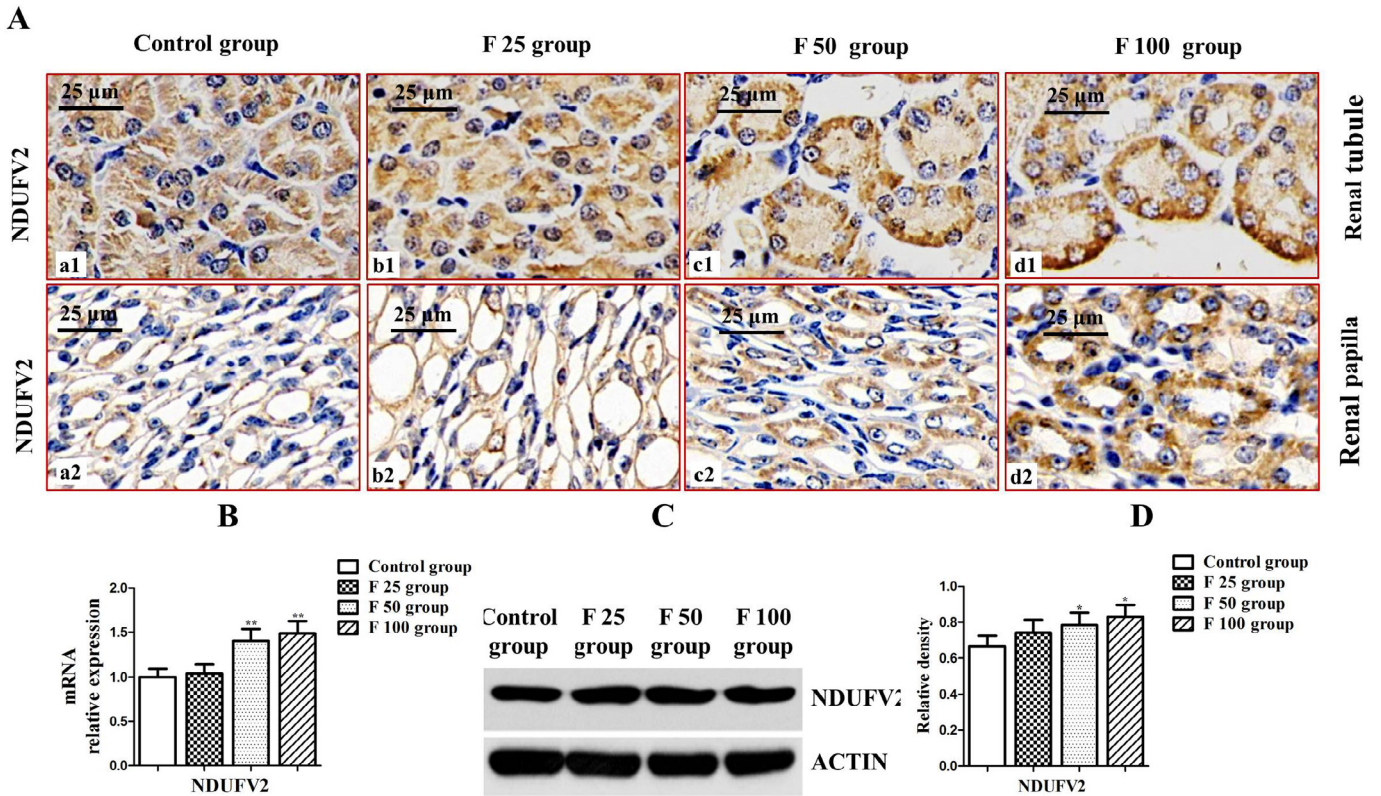 A
Control group
F 25 group
F 50 group
F 100 group
NDUFV2
25 µm
a1
25 µm
b1
25 µm
c1
25 µm
d1
Renal tubule
NDUFV2
25 µm
a2
25 µm
b2
25 µm
c2
25 µm
d2
Renal papilla
B
C
D
mRNA
relative expression
2.0
1.5
1.0
0.5
0.0
**
**
NDUFV2
Control group
F 25 group
F 50 group
F 100 group
Control
group
F 25
group
F 50
group
F 100
group
NDUFV2
ACTIN
Relative density
1.0
0.8
0.6
0.4
0.2
0.0
*
*
NDUFV2
Control group
F 25 group
F 50 group
F 100 group